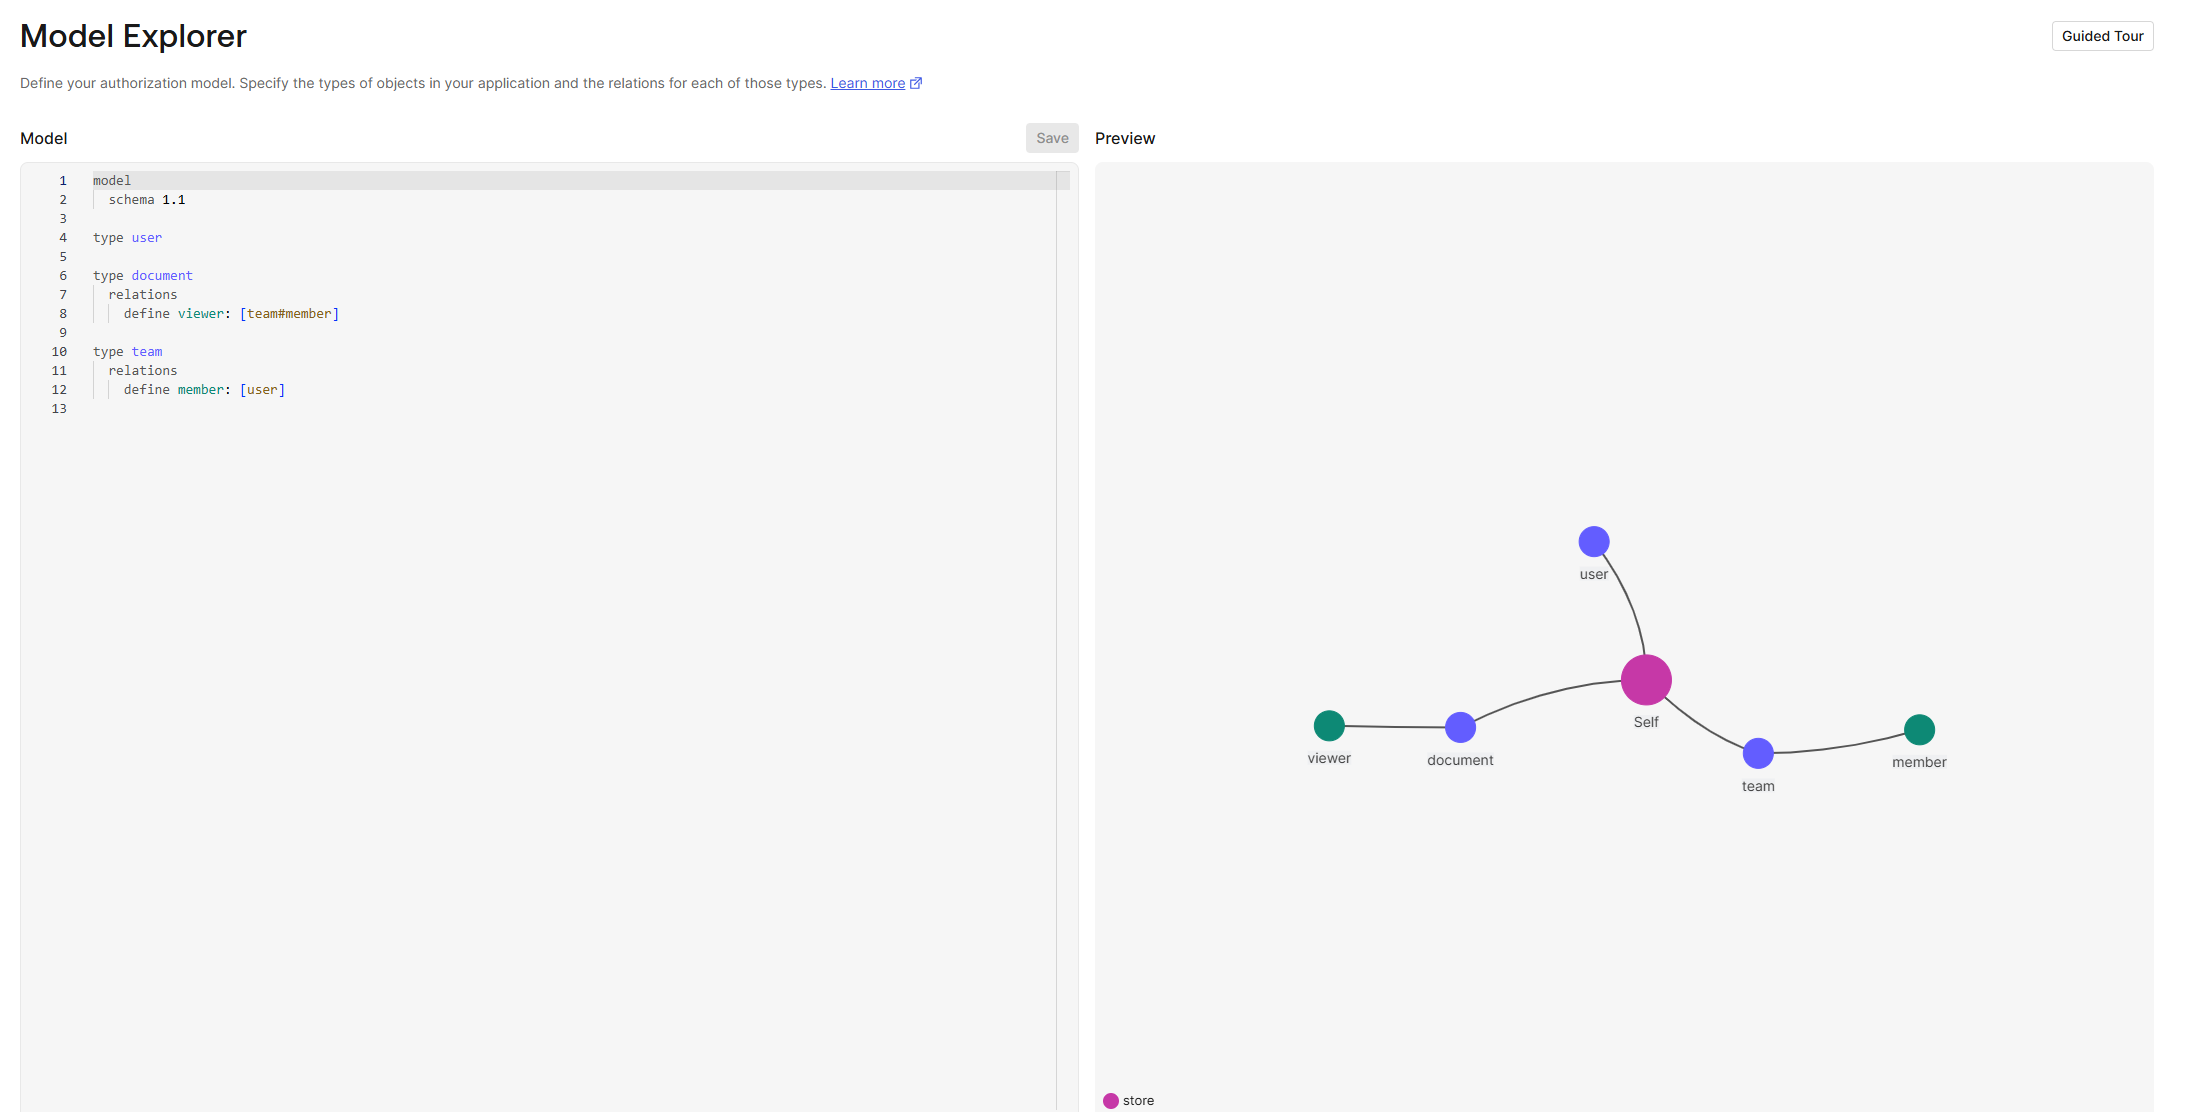 Model Explorer
Guided Tour
Define your authorization model. Specify the types of objects in your application and the relations for each of those types. Learn more
Model
Save
Preview
1 model
2 schema 1.1
3
4 type user
5
6 type document
7 relations
8 define viewer: [team#member]
9
10 type team
11 relations
12 define member: [user]
13
user
Self
viewer
document
member
team
store